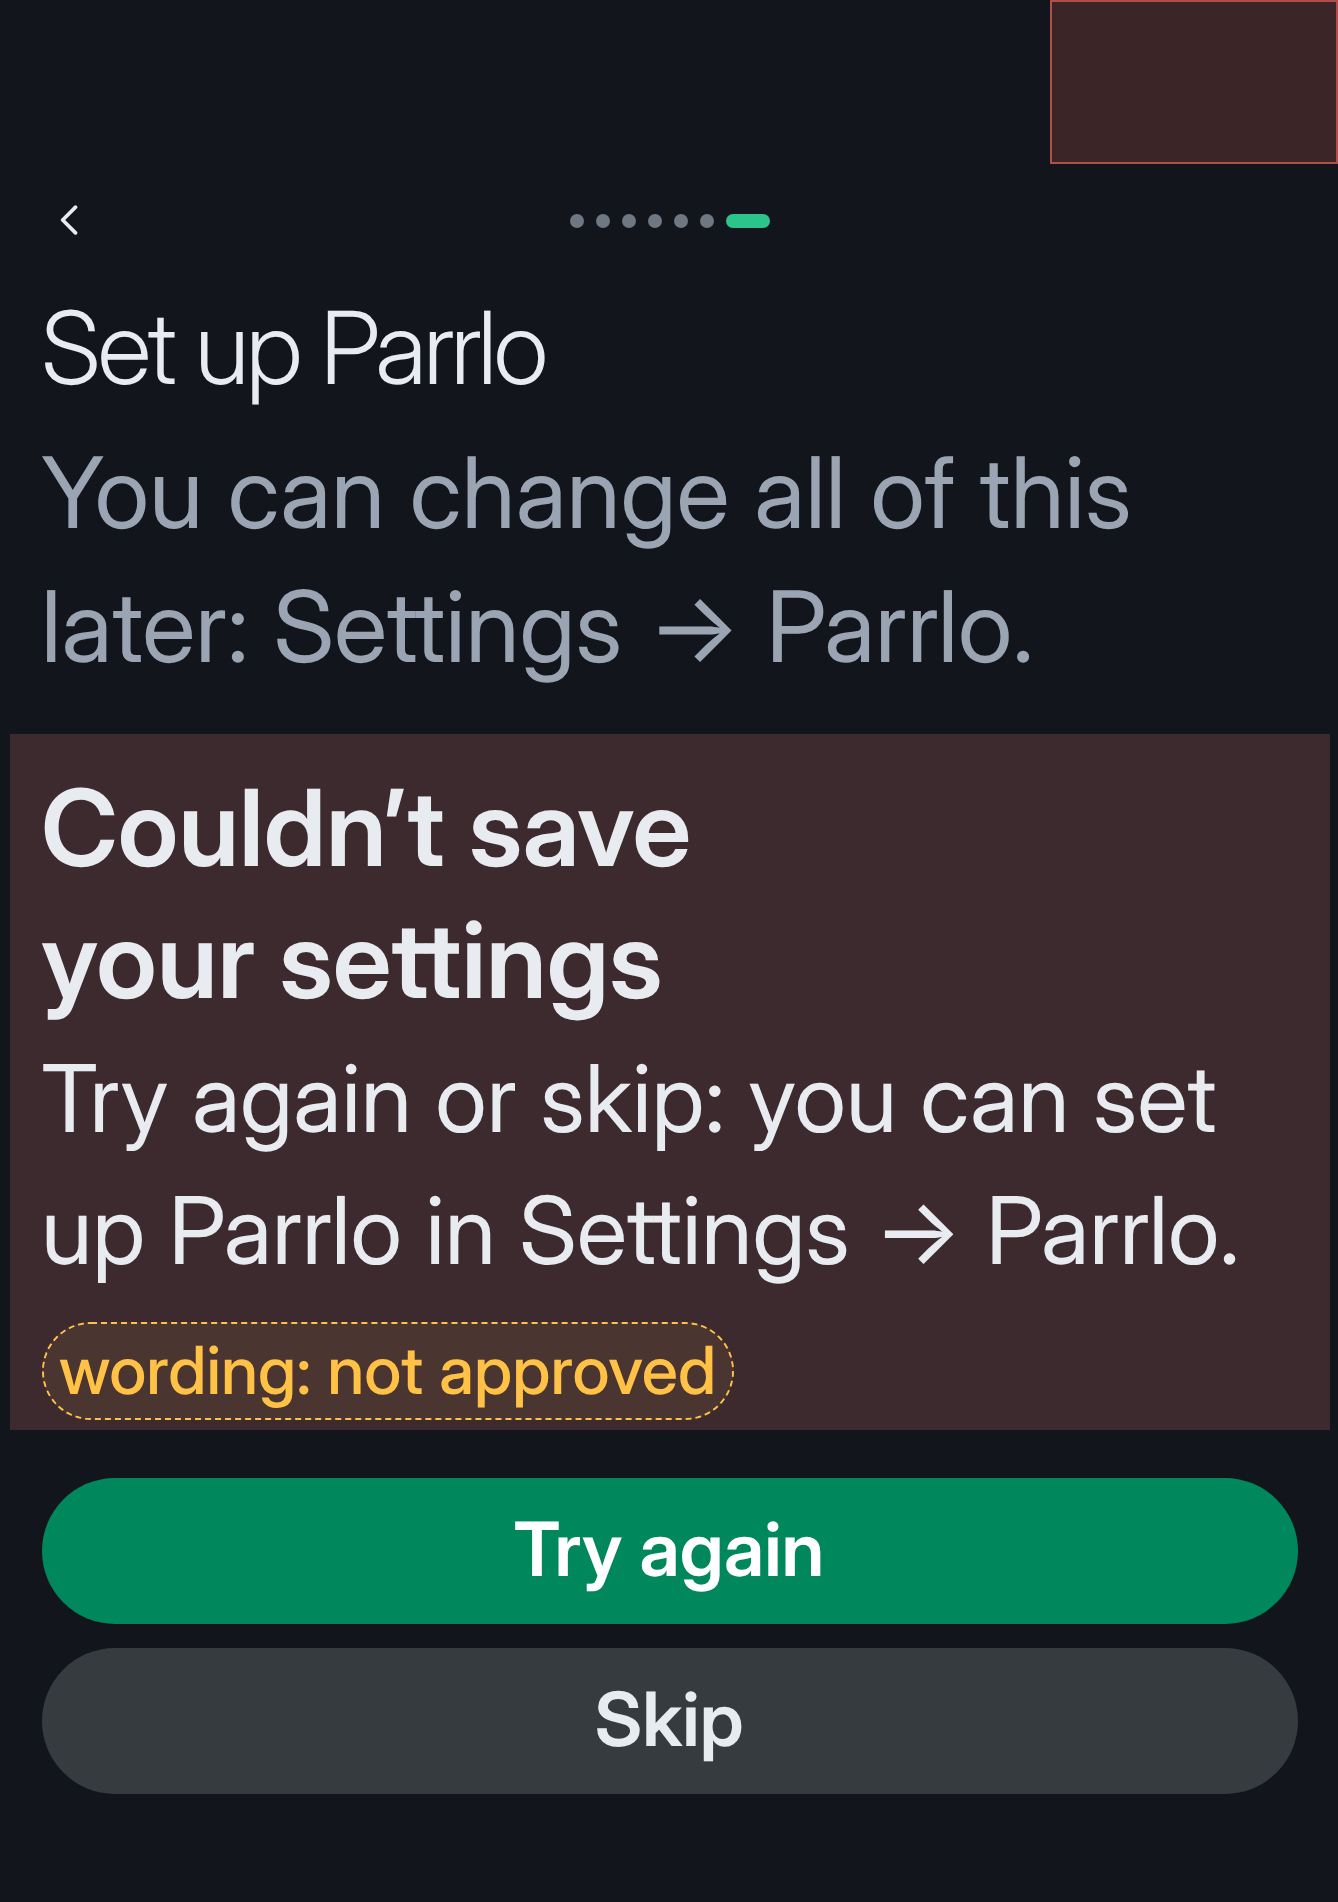 Set up Parrlo
You can change all of this
later: Settings → Parrlo.
Couldn’t save
your settings
Try again or skip: you can set
up Parrlo in Settings → Parrlo.
wording: not approved
Try again
Skip